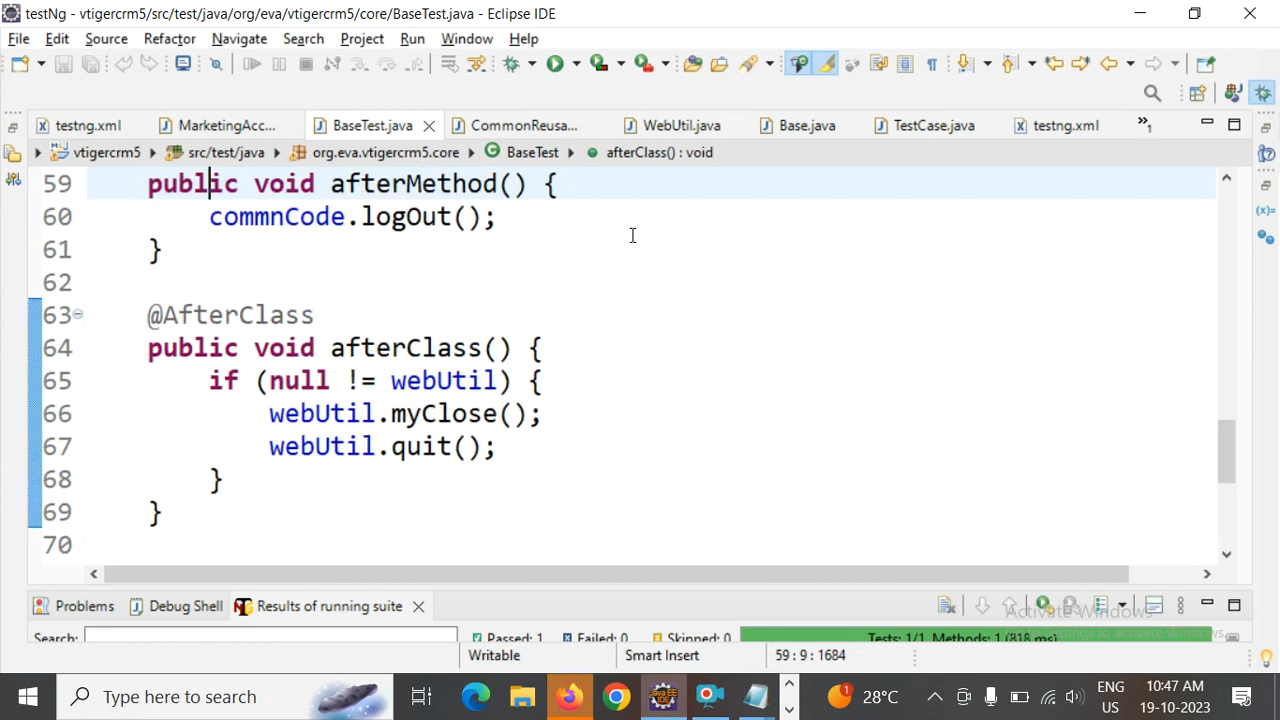 testNg - vtigercrm5/src/test/java/org/eva/vtigercrm5/core/BaseTest.java - Eclipse IDE
File Edit Source Refactor Navigate Search Project Run Window Help
testng.xml MarketingAcc... BaseTest.java CommonReusa... WebUtil.java Base.java TestCase.java testng.xml »1
vtigercrm5 src/test/java org.eva.vtigercrm5.core BaseTest afterClass() : void
59 public void afterMethod() {
60 commnCode.logOut();
61 }
62
63 @AfterClass
64 public void afterClass() {
65 if (null != webUtil) {
66 webUtil.myClose();
67 webUtil.quit();
68 }
69 }
70
Problems Debug Shell Results of running suite
Activate Windows
Search: Passed: 1 Failed: 0 Skipped: 0 Tests: 1/1 Methods: 1 (818 ms)
Writable Smart Insert 59 : 9 : 1684
Type here to search 1 28°C ENG US 10:47 AM 19-10-2023